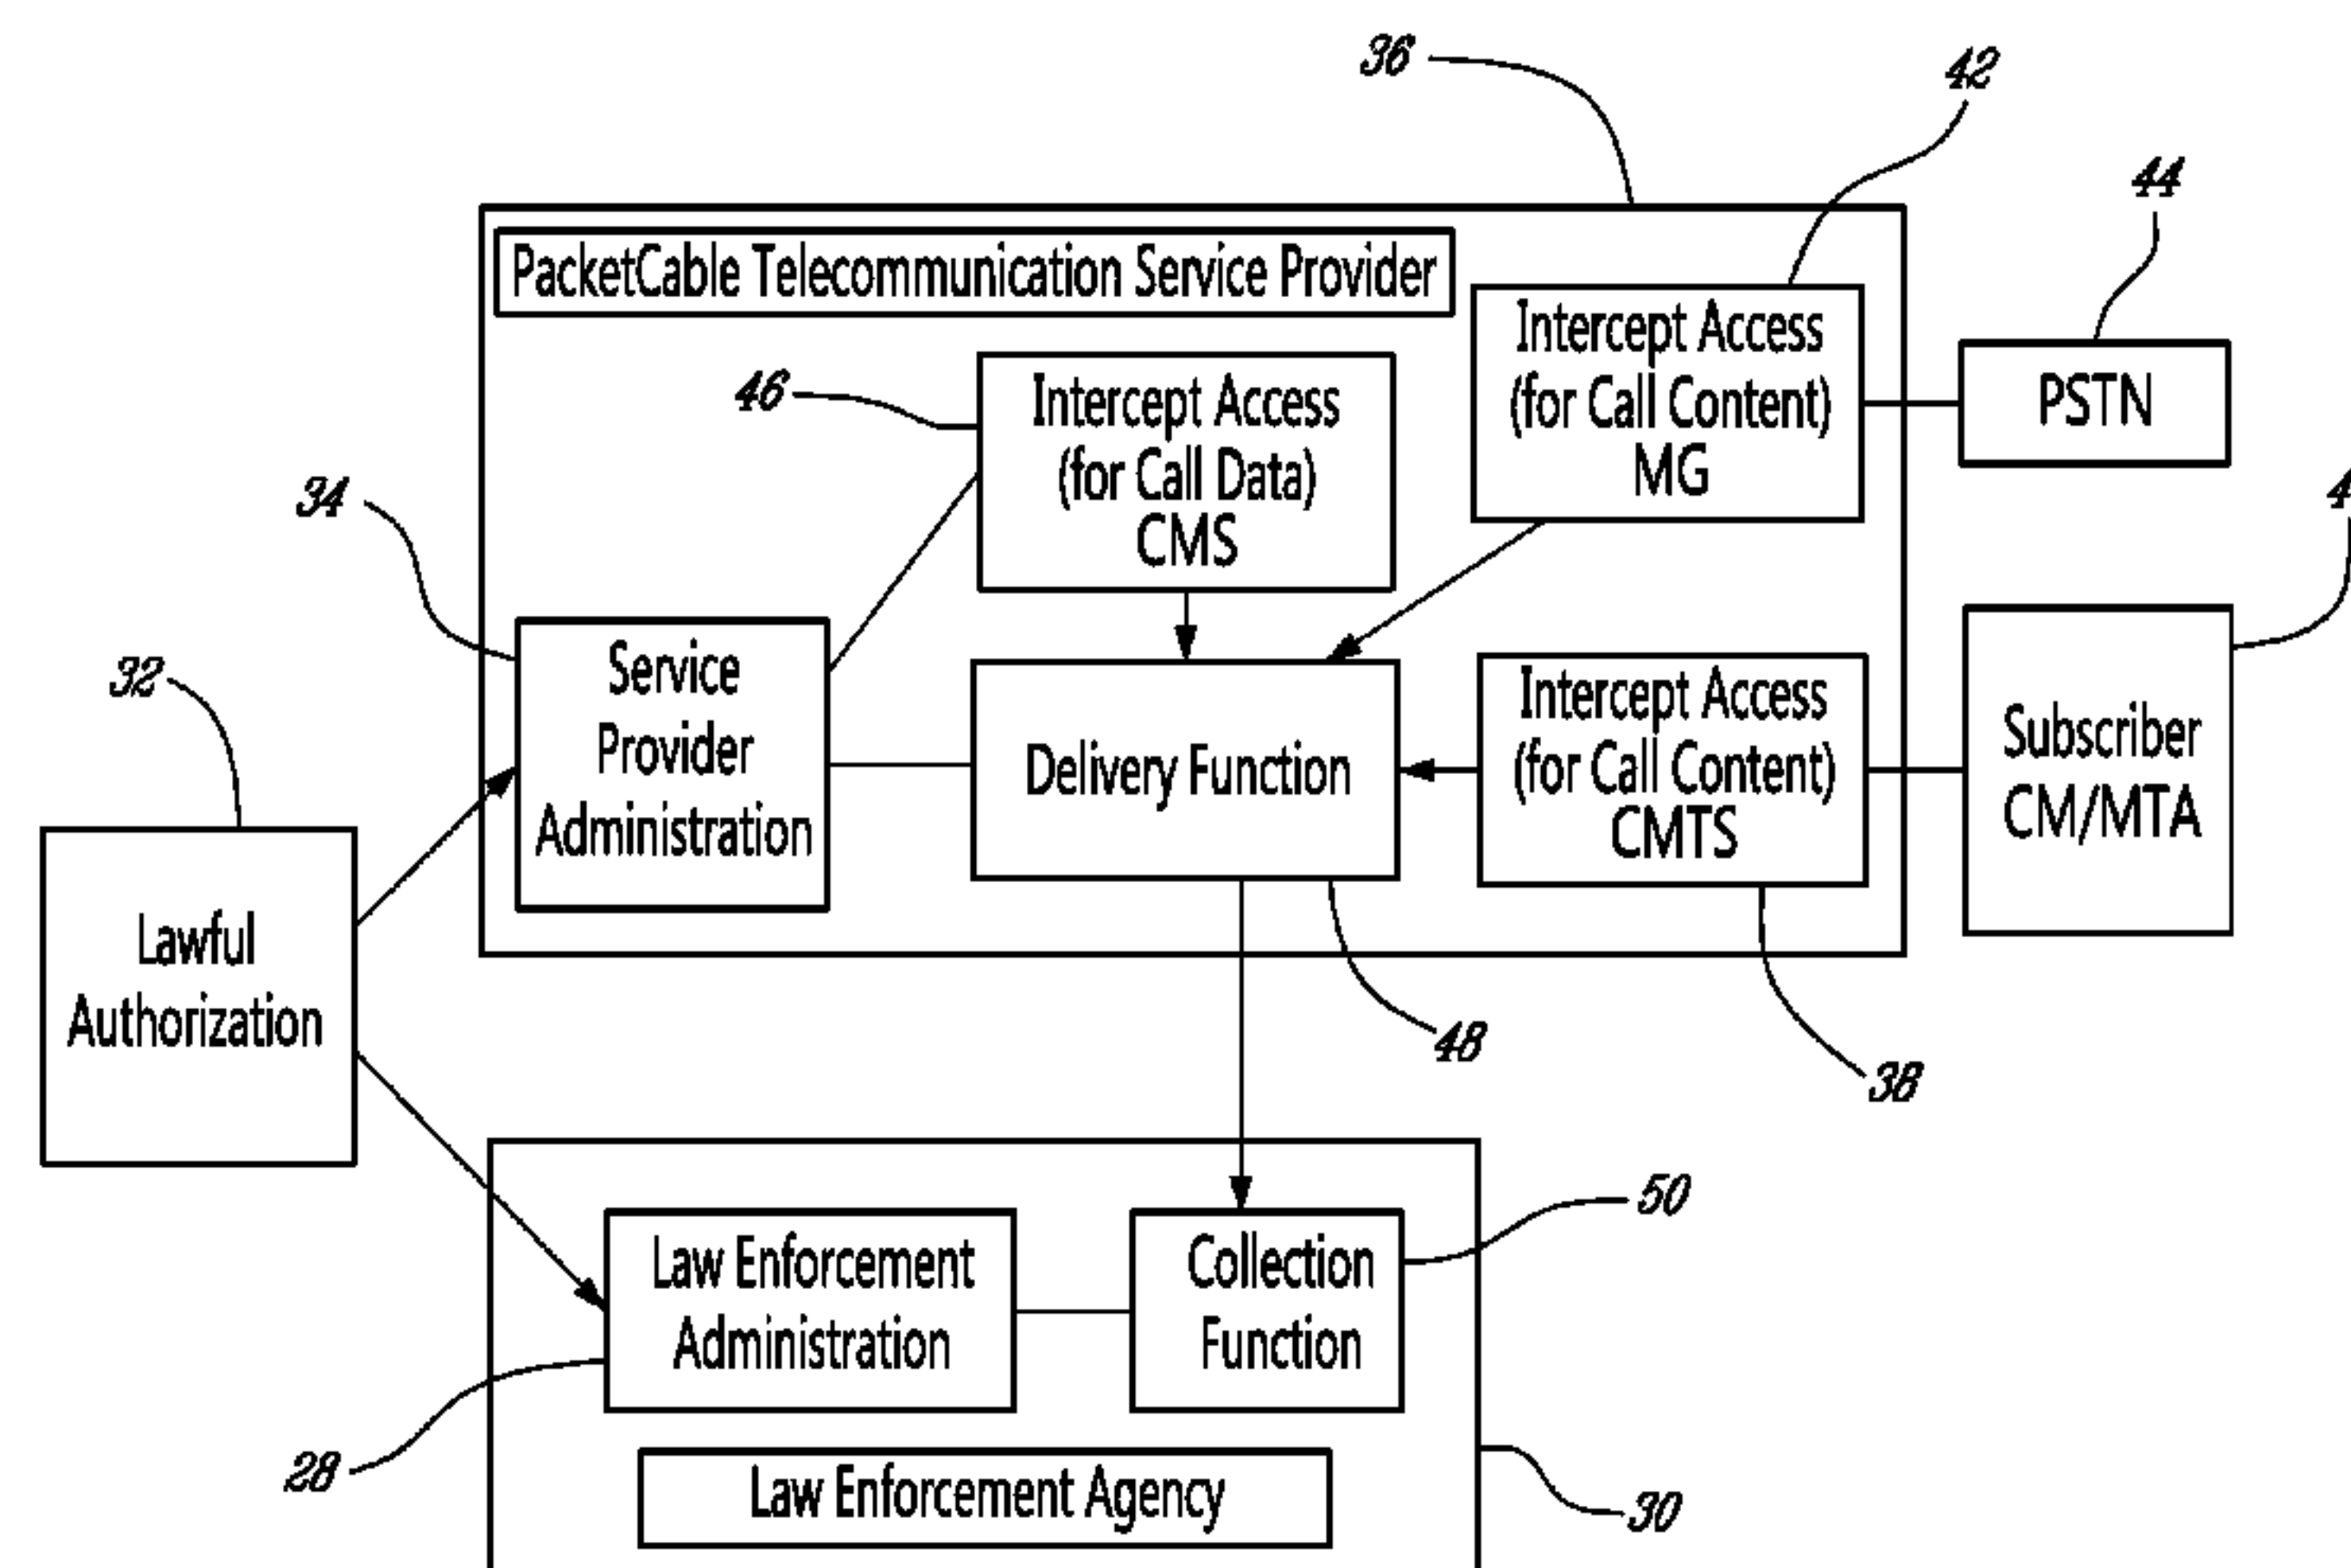 36
42
44
PacketCable Telecommunication Service Provider
Intercept Access
(for Call Content)
MG
PSTN
46
Intercept Access
(for Call Data)
CMS
34
Service
Provider
Administration
Delivery Function
Intercept Access
(for Call Content)
CMTS
Subscriber
CM/MTA
32
Lawful
Authorization
48
38
Law Enforcement
Administration
Collection
Function
50
28
Law Enforcement Agency
30